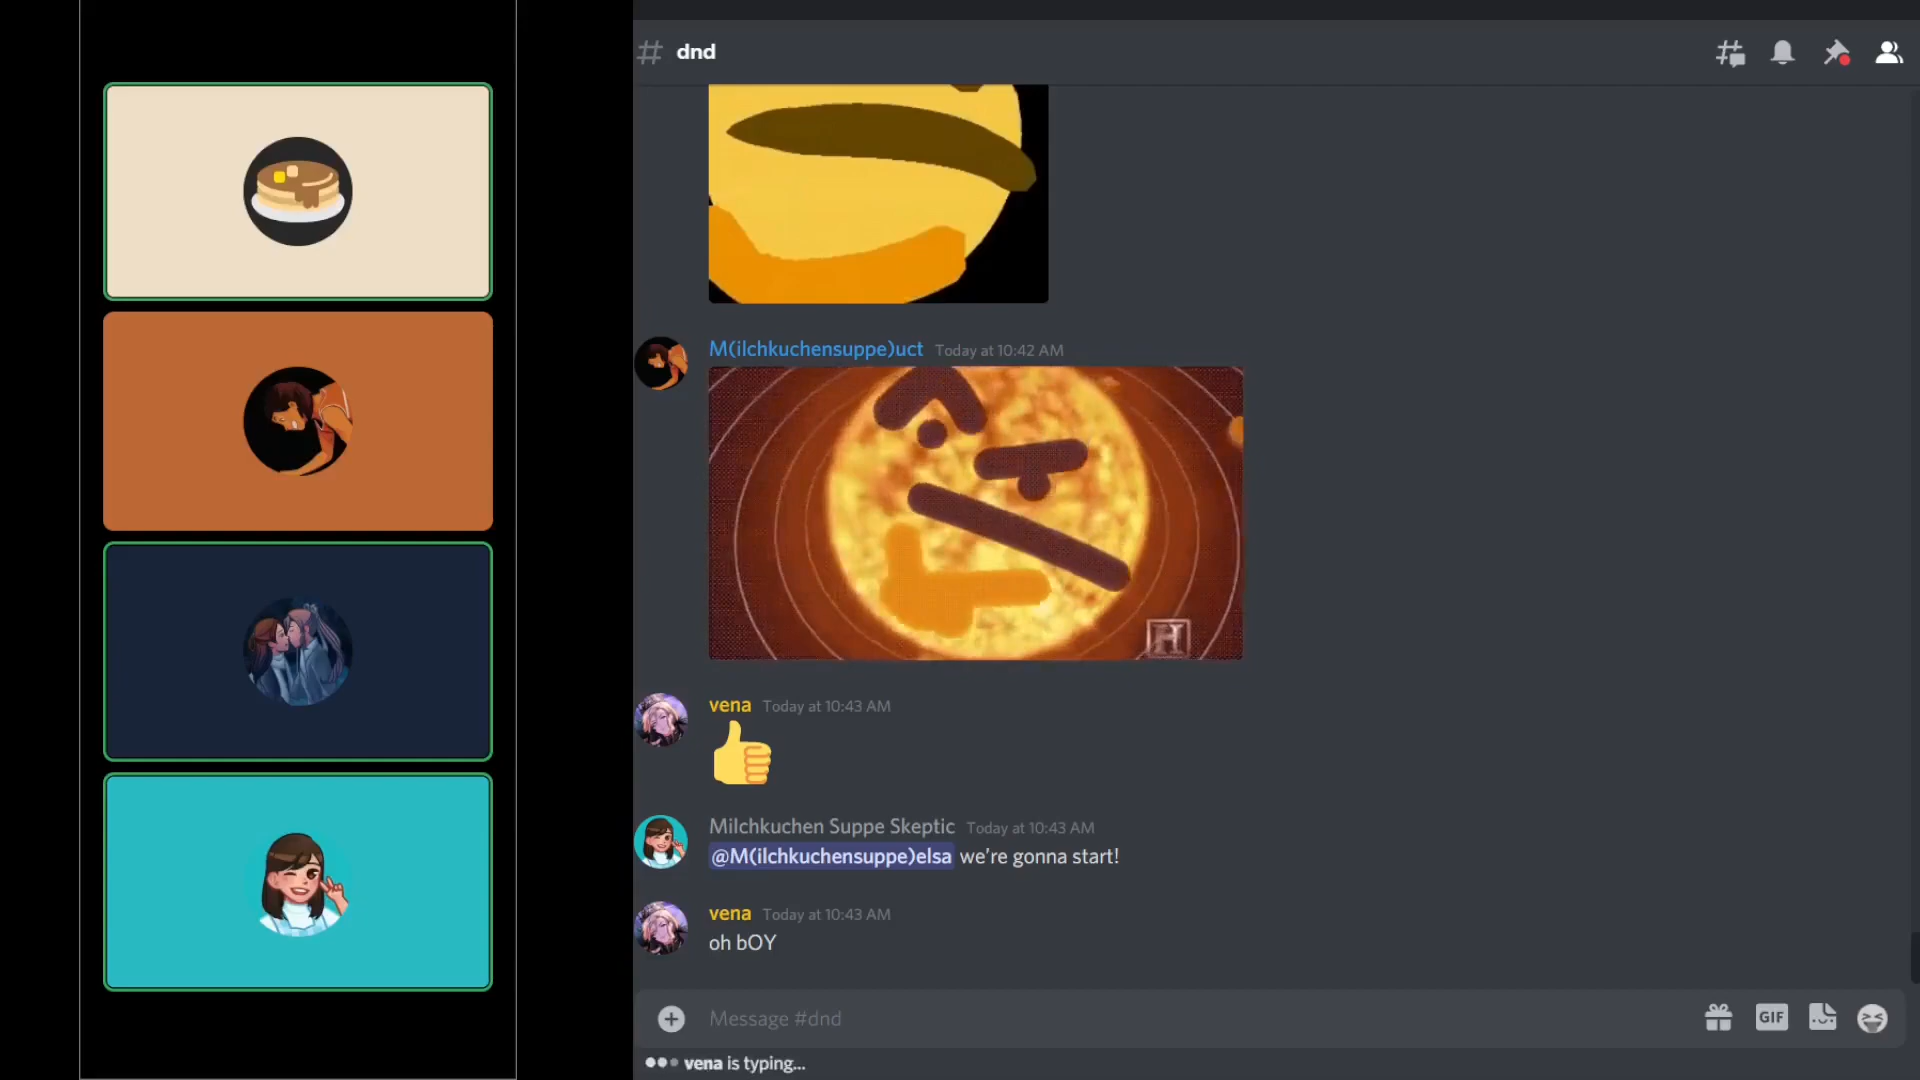 # dnd
M(ilchkuchensuppe)uct Today at 10:42 AM
H
vena Today at 10:43 AM
Milchkuchen Suppe Skeptic Today at 10:43 AM
@M(ilchkuchensuppe)elsa we’re gonna start!
vena Today at 10:43 AM
oh bOY
Message #dnd
GIF
vena is typing...